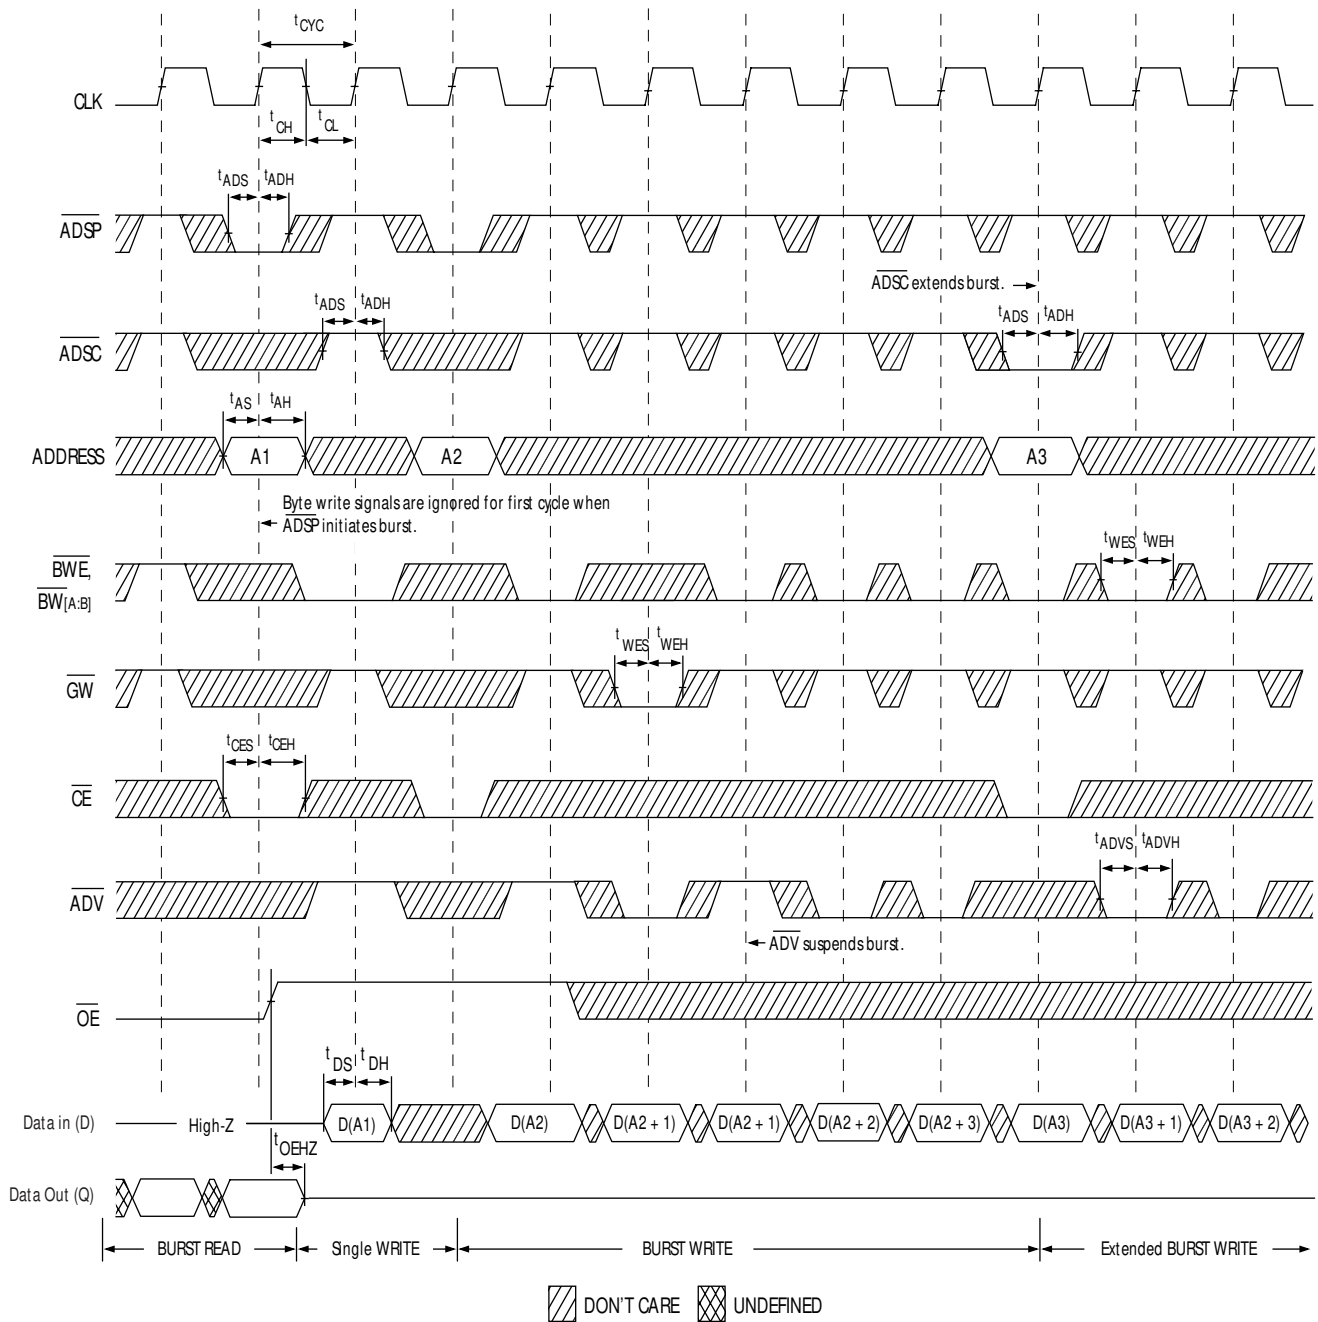 tCYC
CLK
tCH
tCL
tADS
tADH
ADSP
ADSC extends burst.
tADS
tADH
tADS
tADH
ADSC
tAS
tAH
ADDRESS
A1
A2
A3
Byte write signals are ignored for first cycle when
ADSP initiates burst.
tWES
tWEH
BWE,
BW[A:B]
tWES
tWEH
GW
tCES
tCEH
CE
tADVS
tADVH
ADV
ADV suspends burst.
OE
tDS
tDH
Data in (D)
High-Z
D(A1)
D(A2)
D(A2 + 1)
D(A2 + 1)
D(A2 + 2)
D(A2 + 3)
D(A3)
D(A3 + 1)
D(A3 + 2)
tOEHZ
Data Out (Q)
BURST READ
Single WRITE
BURST WRITE
Extended BURST WRITE
DON'T CARE
UNDEFINED